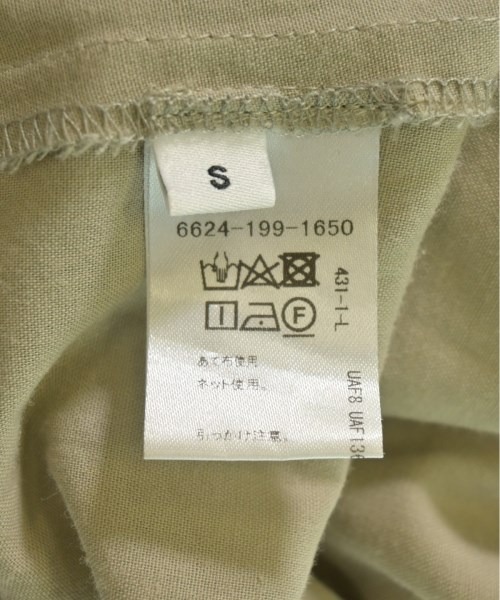 S
6624-199-1650
F
431-1-L
あて布使用
ネット使用。
引っかけ注意。
UAF8 UAF136